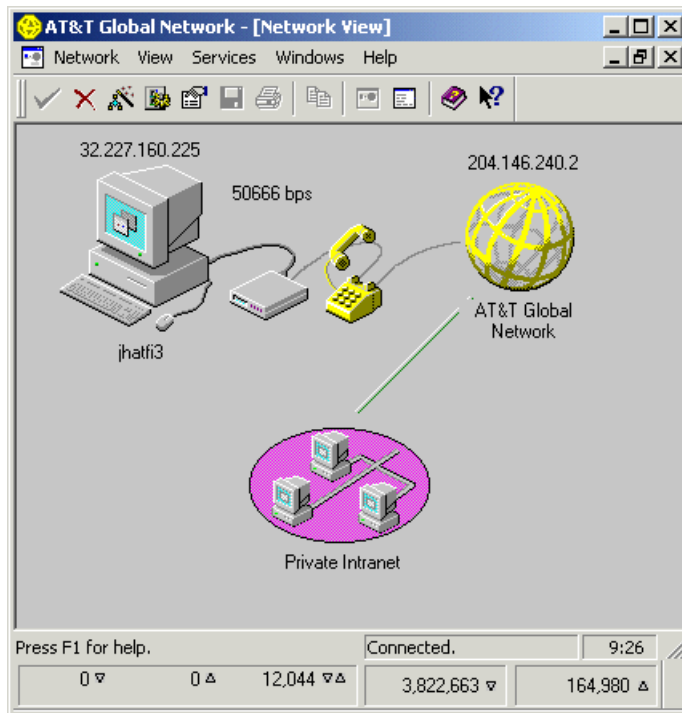 AT&T Global Network - [Network View]
Network View Services Windows Help
32.227.160.225
204.146.240.2
50666 bps
AT&T Global
Network
jhatfi3
Private Intranet
Press F1 for help. Connected. 9:26
0 0 12,044 3,822,663 164,980